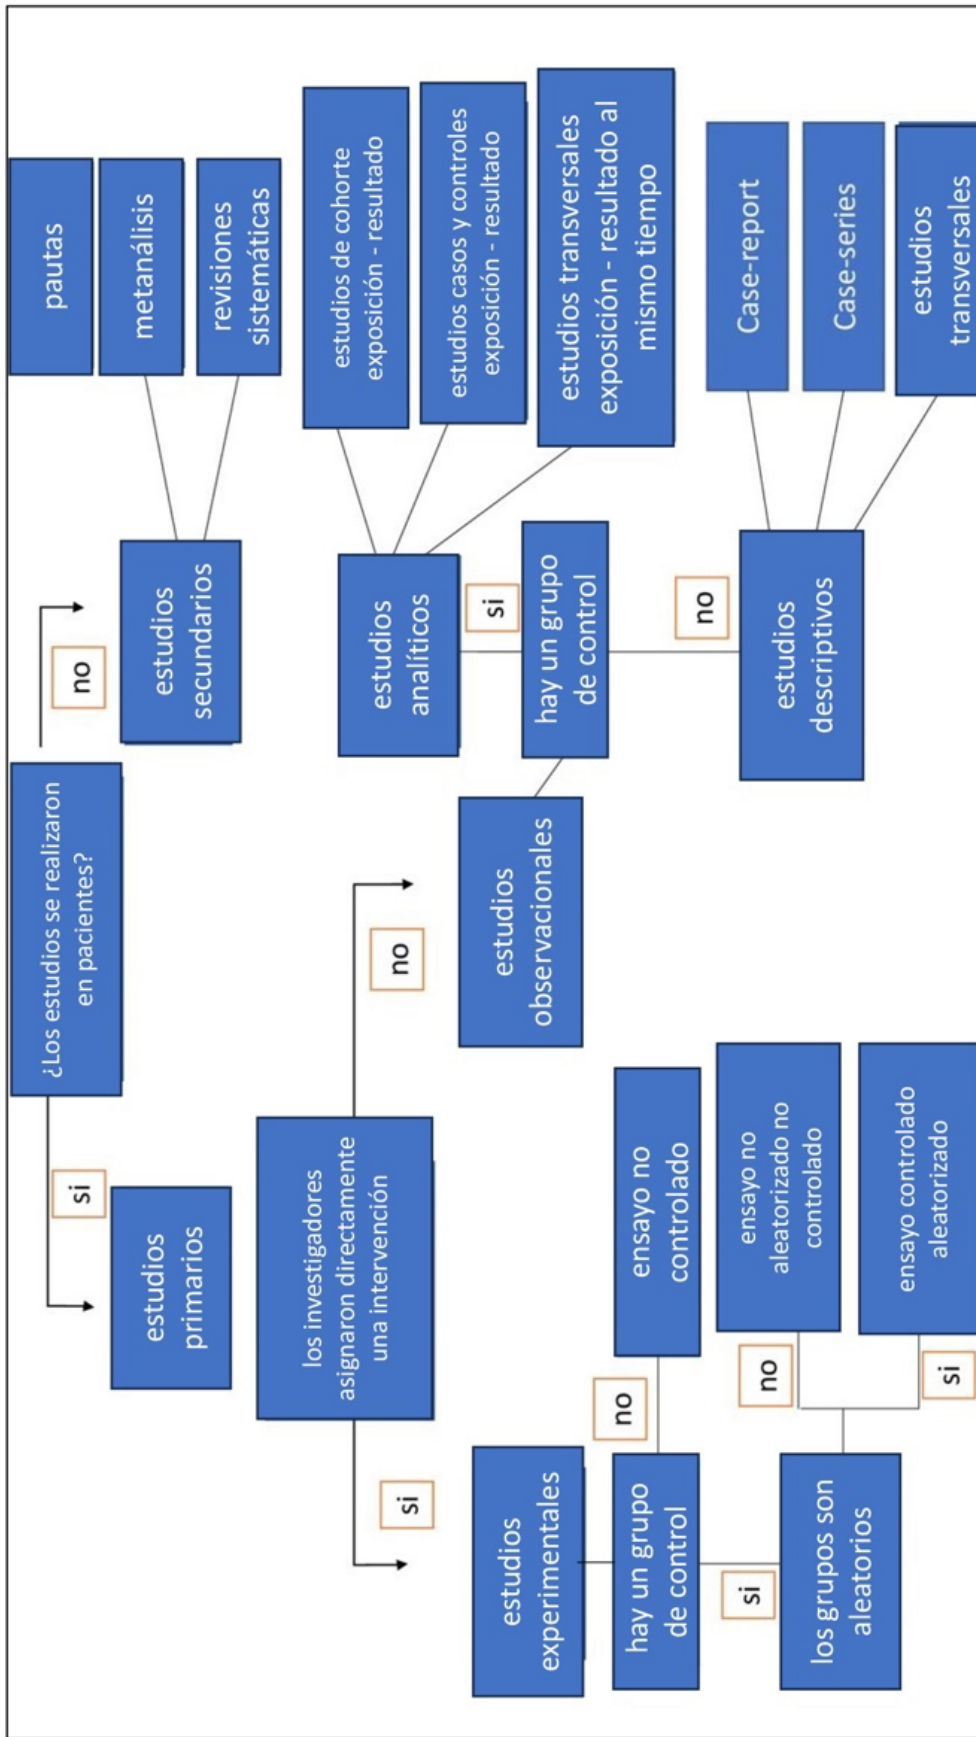 ¿Los estudios se realizaron
en pacientes?
si
no
estudios
primarios
estudios
secundarios
pautas
metanálisis
revisiones
sistemáticas
los investigadores
asignaron directamente
una intervención
si
no
estudios
experimentales
hay un grupo
de control
no
ensayo no
controlado
si
los grupos son
aleatorios
no
ensayo no
aleatorizado no
controlado
si
ensayo controlado
aleatorizado
estudios
observacionales
hay un grupo
de control
si
estudios
analíticos
estudios de cohorte
exposición - resultado
estudios casos y controles
exposición - resultado
estudios transversales
exposición - resultado al
mismo tiempo
no
estudios
descriptivos
Case-report
Case-series
estudios
transversales